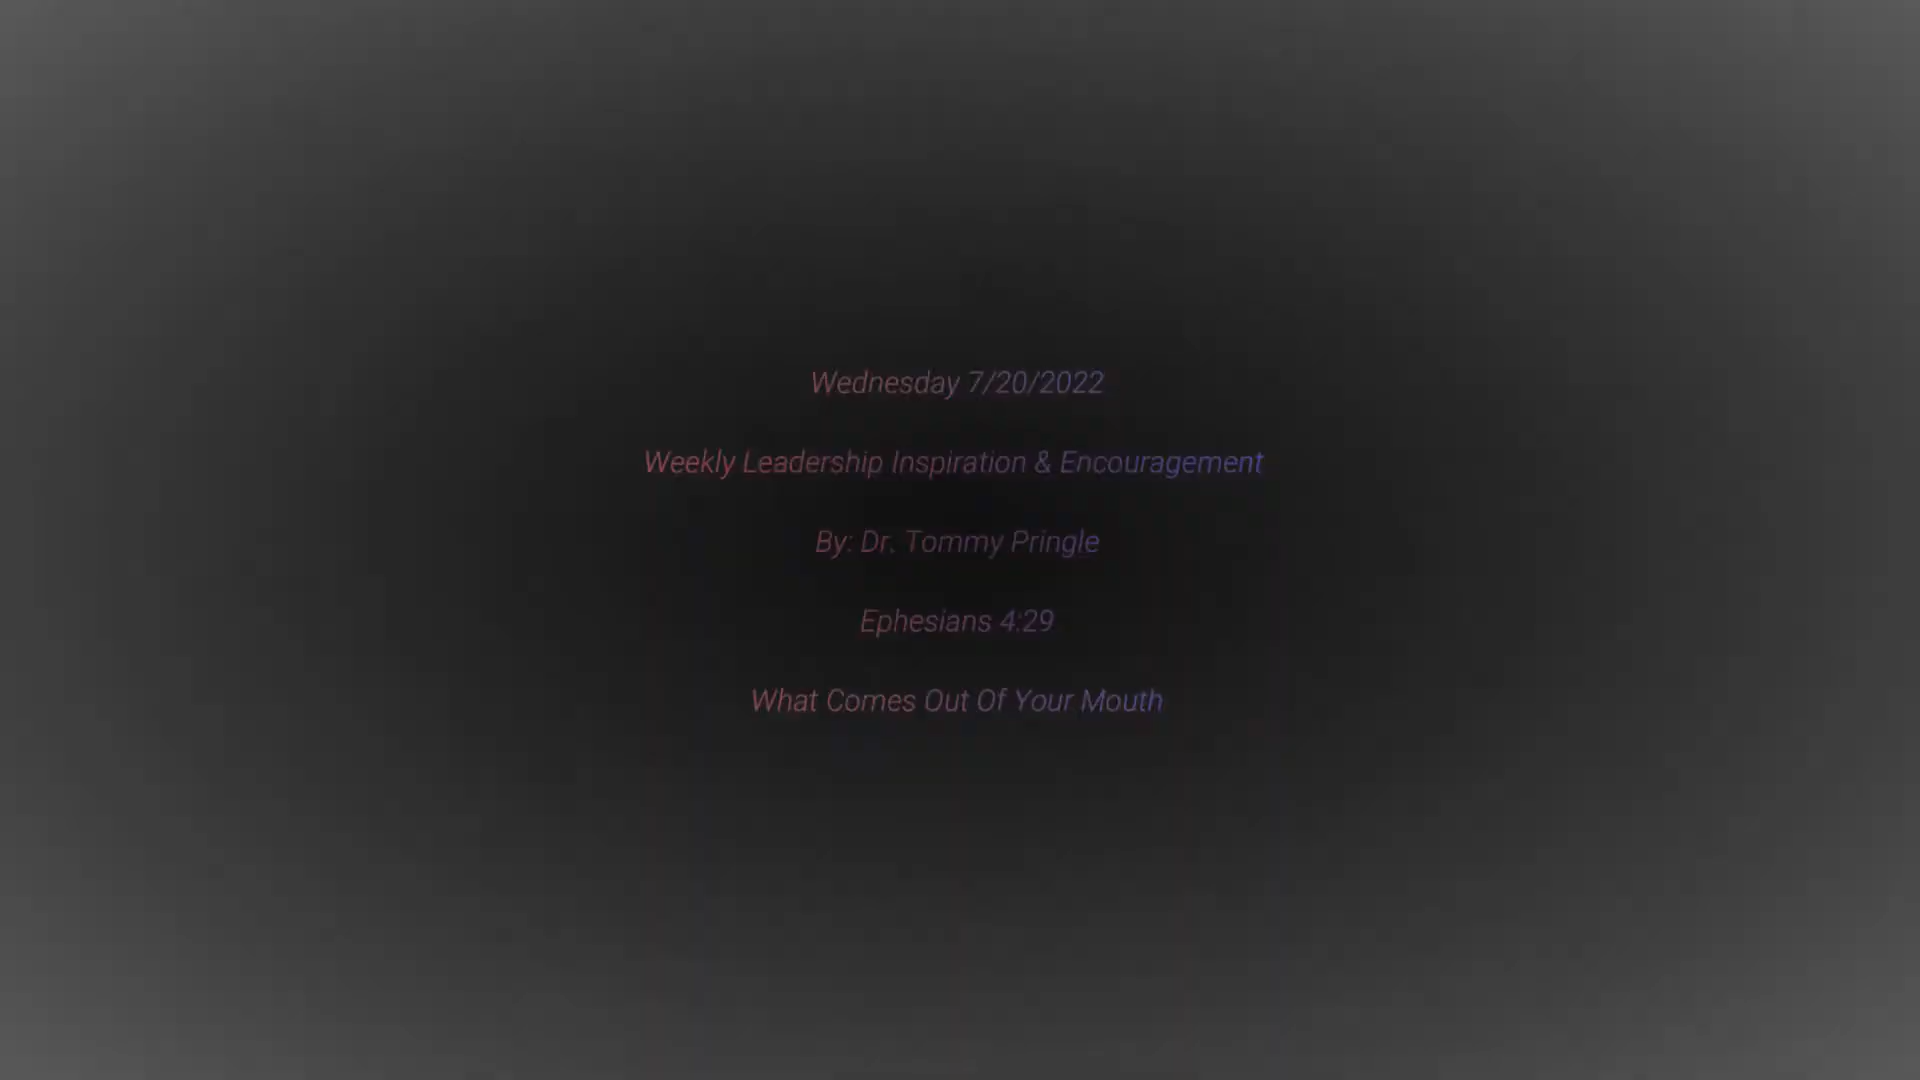 Wednesday 7/20/2022
Weekly Leadership Inspiration & Encouragement
By: Dr. Tommy Pringle
Ephesians 4:29
What Comes Out Of Your Mouth